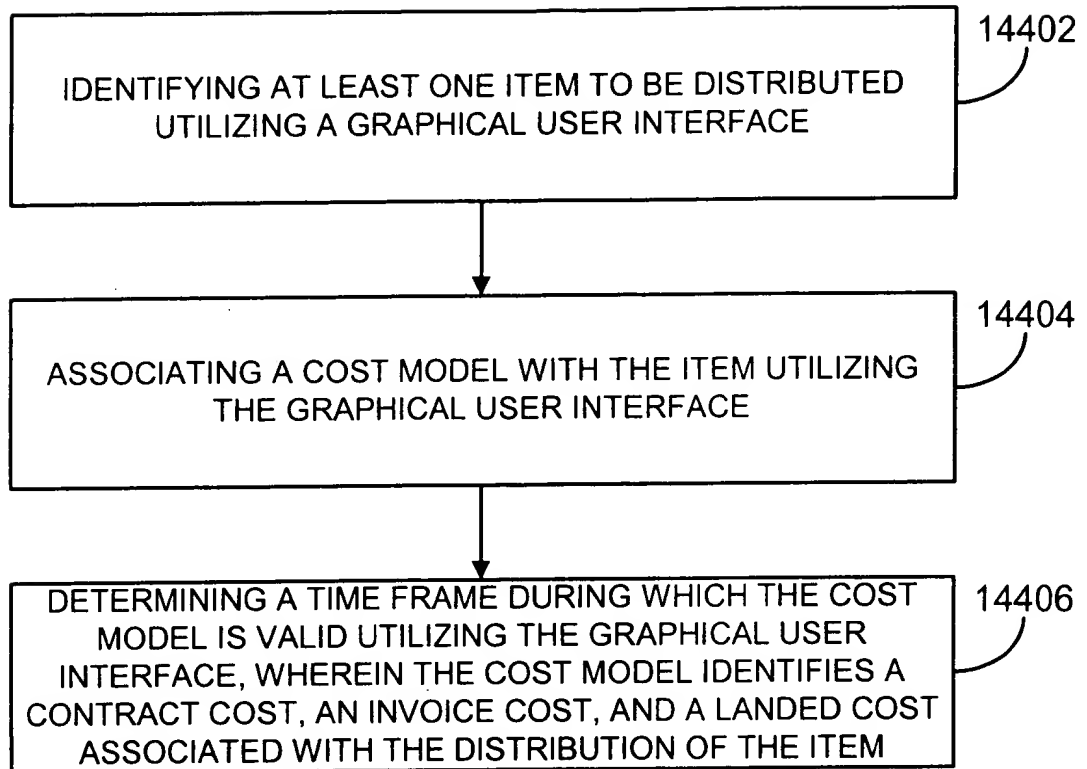 14402
IDENTIFYING AT LEAST ONE ITEM TO BE DISTRIBUTED
UTILIZING A GRAPHICAL USER INTERFACE
14404
ASSOCIATING A COST MODEL WITH THE ITEM UTILIZING
THE GRAPHICAL USER INTERFACE
14406
DETERMINING A TIME FRAME DURING WHICH THE COST
MODEL IS VALID UTILIZING THE GRAPHICAL USER
INTERFACE, WHEREIN THE COST MODEL IDENTIFIES A
CONTRACT COST, AN INVOICE COST, AND A LANDED COST
ASSOCIATED WITH THE DISTRIBUTION OF THE ITEM